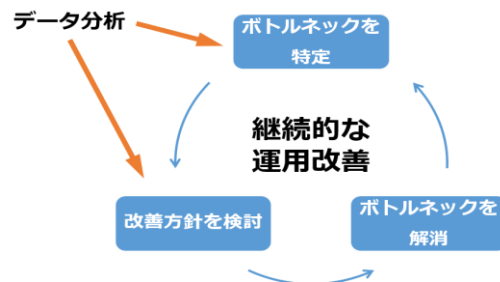 データ分析
ボトルネックを
特定
継続的な
運用改善
改善方針を検討
ボトルネックを
解消